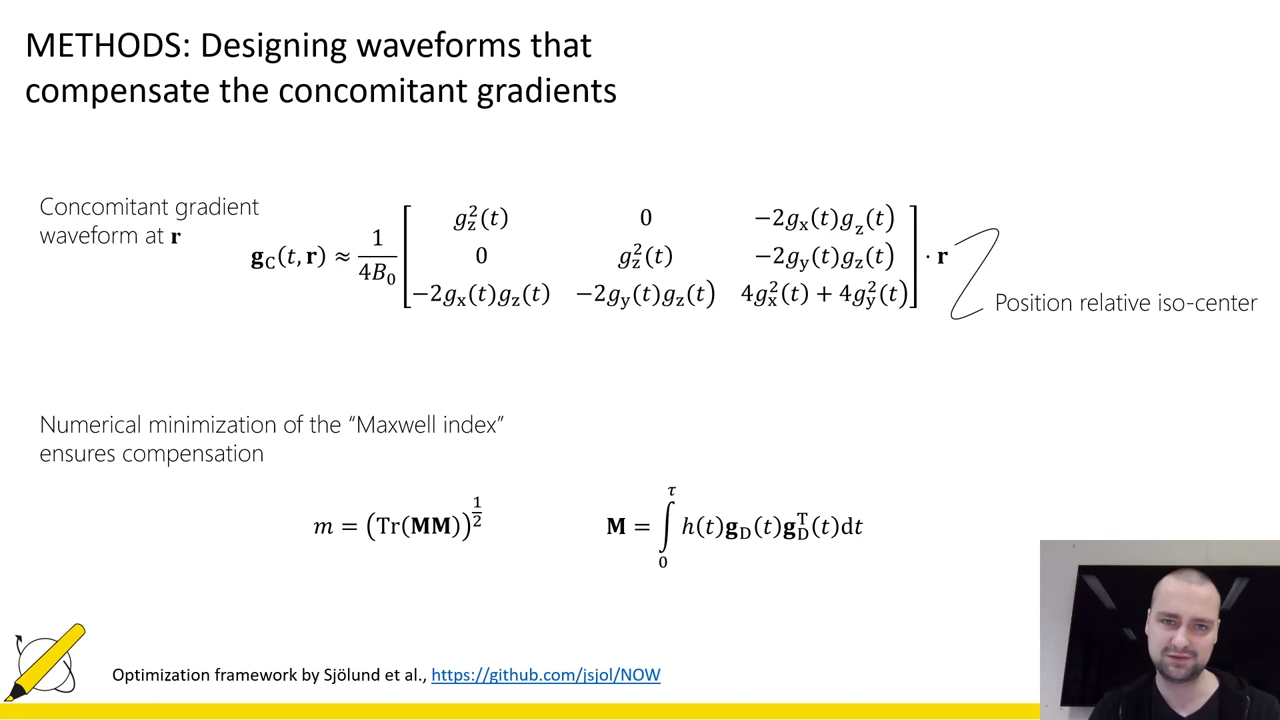 METHODS: Designing waveforms that
compensate the concomitant gradients
Concomitant gradient
waveform at r
g_C(t, r) ≈ 1/(4B_0) [ g_z^2(t) 0 −2g_x(t)g_z(t)
0 g_z^2(t) −2g_y(t)g_z(t)
−2g_x(t)g_z(t) −2g_y(t)g_z(t) 4g_x^2(t) + 4g_y^2(t) ] · r
Position relative iso-center
Numerical minimization of the “Maxwell index”
ensures compensation
m = (Tr(MM))^(1/2)
M = ∫_0^τ h(t)g_D(t)g_D^T(t)dt
Optimization framework by Sjölund et al., https://github.com/jsjol/NOW